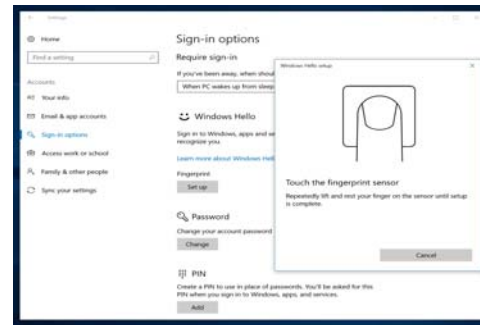 Settings
Home
Find a setting
Accounts
Your info
Email & app accounts
Sign-in options
Access work or school
Family & other people
Sync your settings
Sign-in options
Require sign-in
If you've been away, when shoul
When PC wakes up from sleep
Windows Hello
Sign in to Windows, apps and se
recognize you.
Learn more about Windows Hell
Fingerprint
Set up
Password
Change your account password
Change
PIN
Create a PIN to use in place of passwords. You'll be asked for this
PIN when you sign in to Windows, apps, and services.
Add
Windows Hello setup
Touch the fingerprint sensor
Repeatedly lift and rest your finger on the sensor until setup
is complete.
Cancel